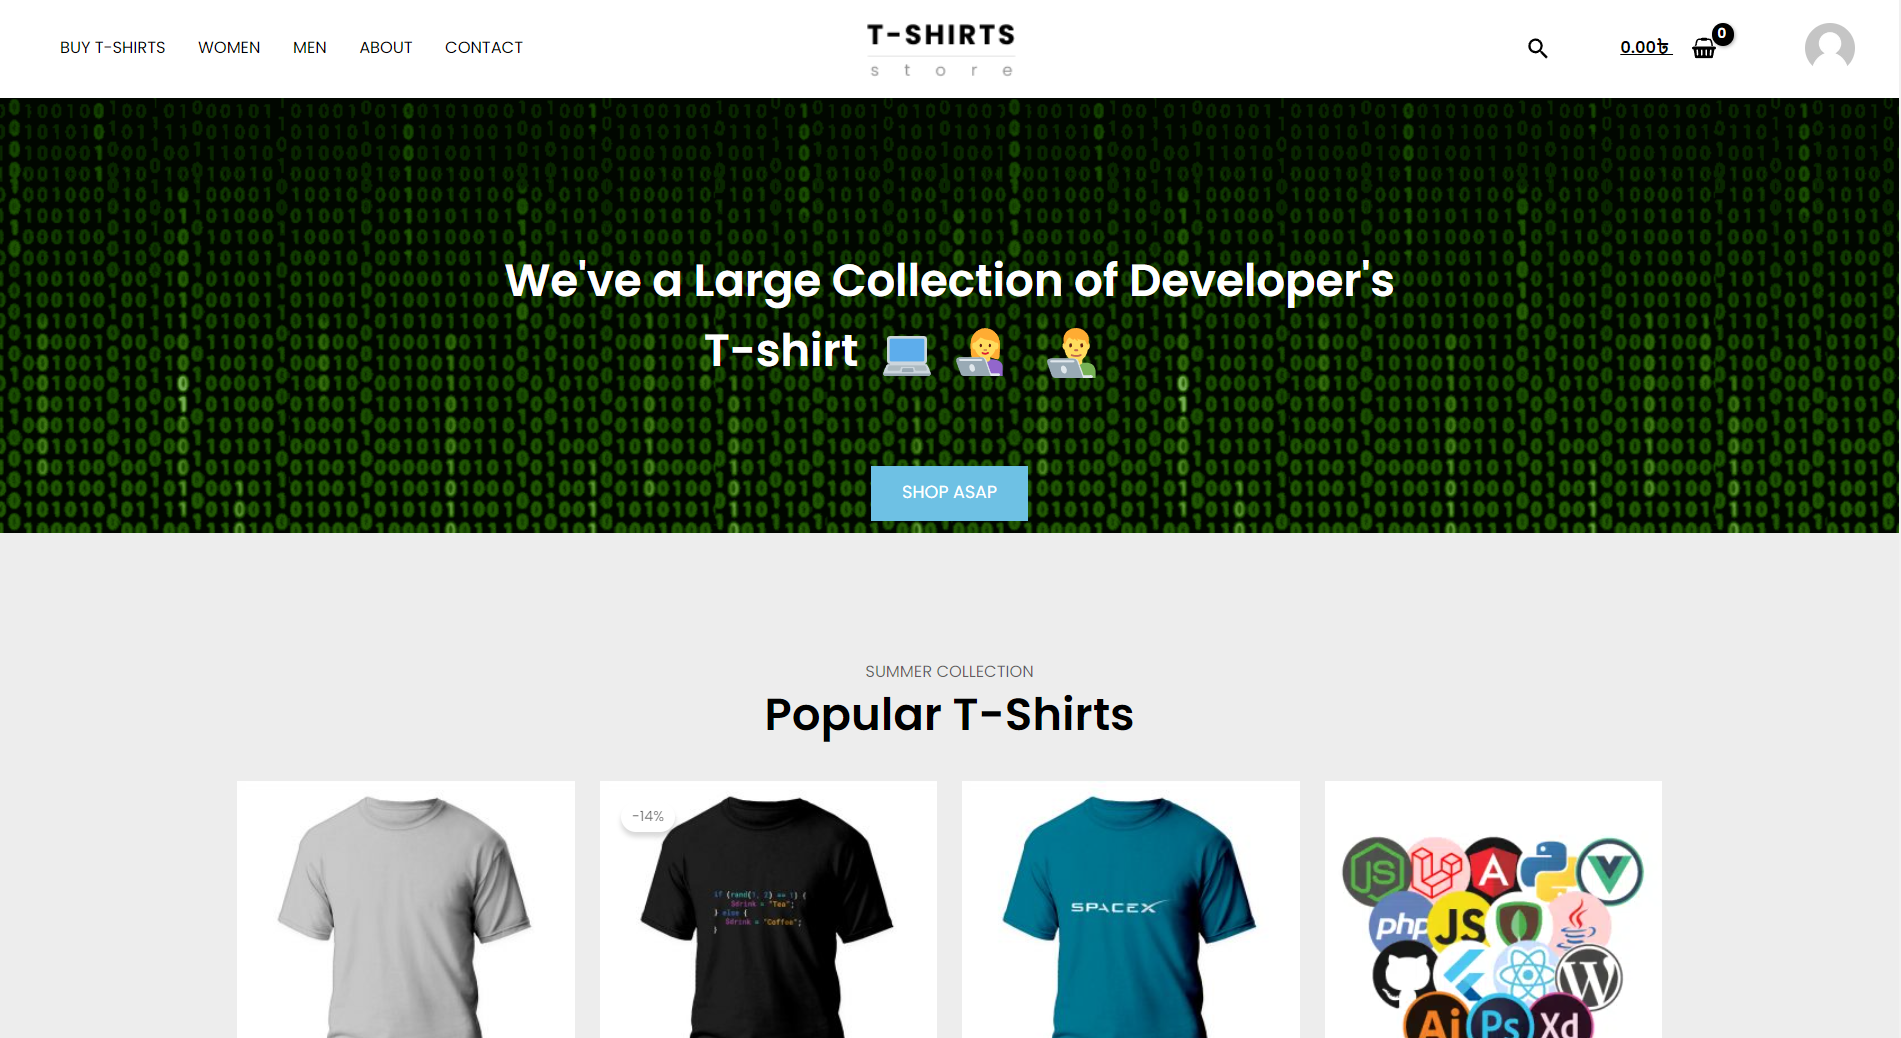 BUY T-SHIRTS WOMEN MEN ABOUT CONTACT
T-SHIRTS
store
0.00৳
0
We've a Large Collection of Developer's
T-shirt
SHOP ASAP
SUMMER COLLECTION
Popular T-Shirts
-14%
if (rand(1, 2) == 1) {
$drink = "Tea";
} else {
$drink = "Coffee";
}
SPACEX
JS
A
php
JS
W
Ai Ps Xd